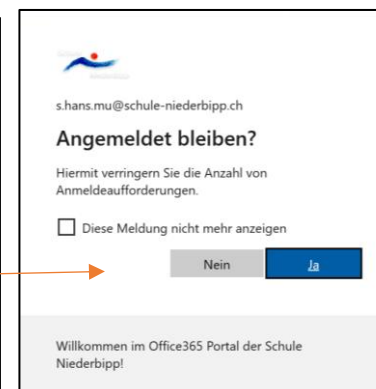 s.hans.mu@schule-niederbipp.ch
Angemeldet bleiben?
Hiermit verringern Sie die Anzahl von
Anmeldeaufforderungen.
Diese Meldung nicht mehr anzeigen
Nein
Ja
Willkommen im Office365 Portal der Schule
Niederbipp!